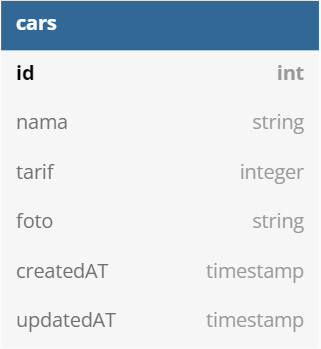 cars
id int
nama string
tarif integer
foto string
createdAT timestamp
updatedAT timestamp